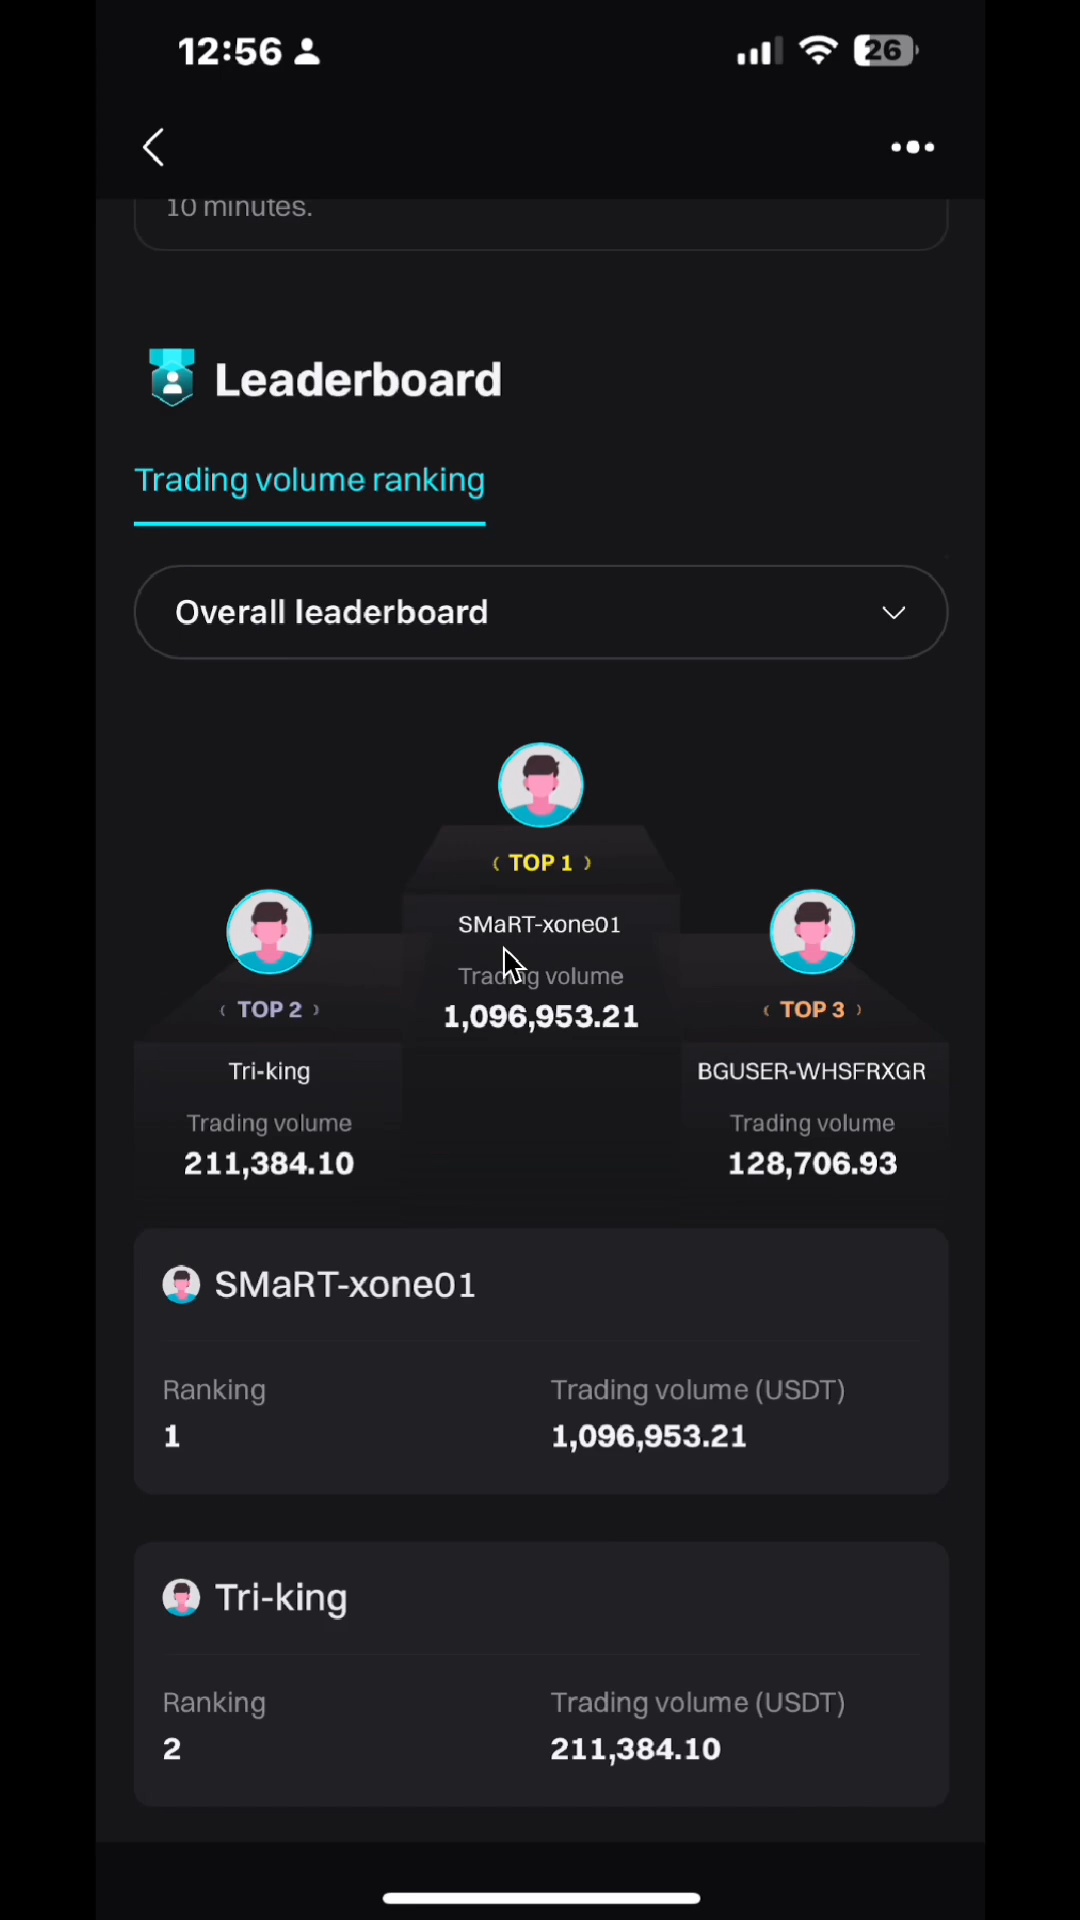 12:56
26
10 minutes.
Leaderboard
Trading volume ranking
Overall leaderboard
TOP 1
SMaRT-xone01
Trading volume
1,096,953.21
TOP 2
Tri-king
Trading volume
211,384.10
TOP 3
BGUSER-WHSFRXGR
Trading volume
128,706.93
SMaRT-xone01
Ranking
Trading volume (USDT)
1
1,096,953.21
Tri-king
Ranking
Trading volume (USDT)
2
211,384.10